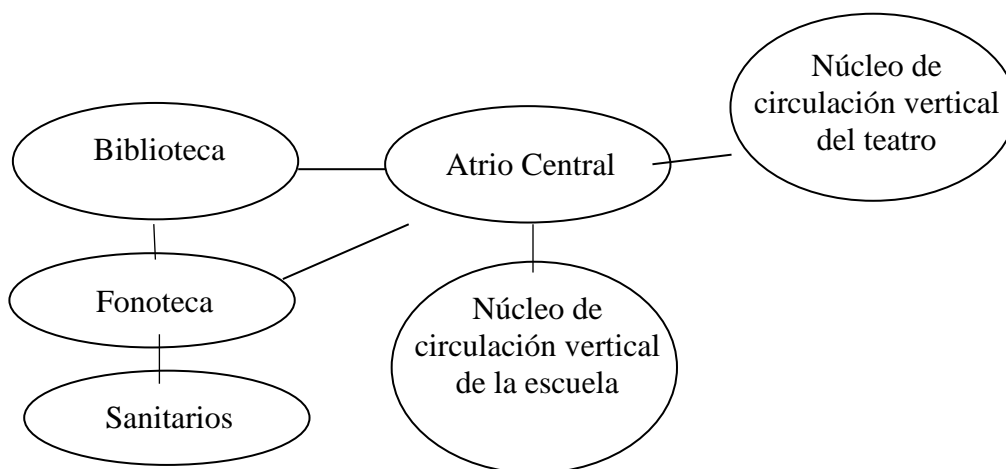 Núcleo de
circulación vertical
del teatro
Biblioteca
Atrio Central
Fonoteca
Núcleo de
circulación vertical
de la escuela
Sanitarios